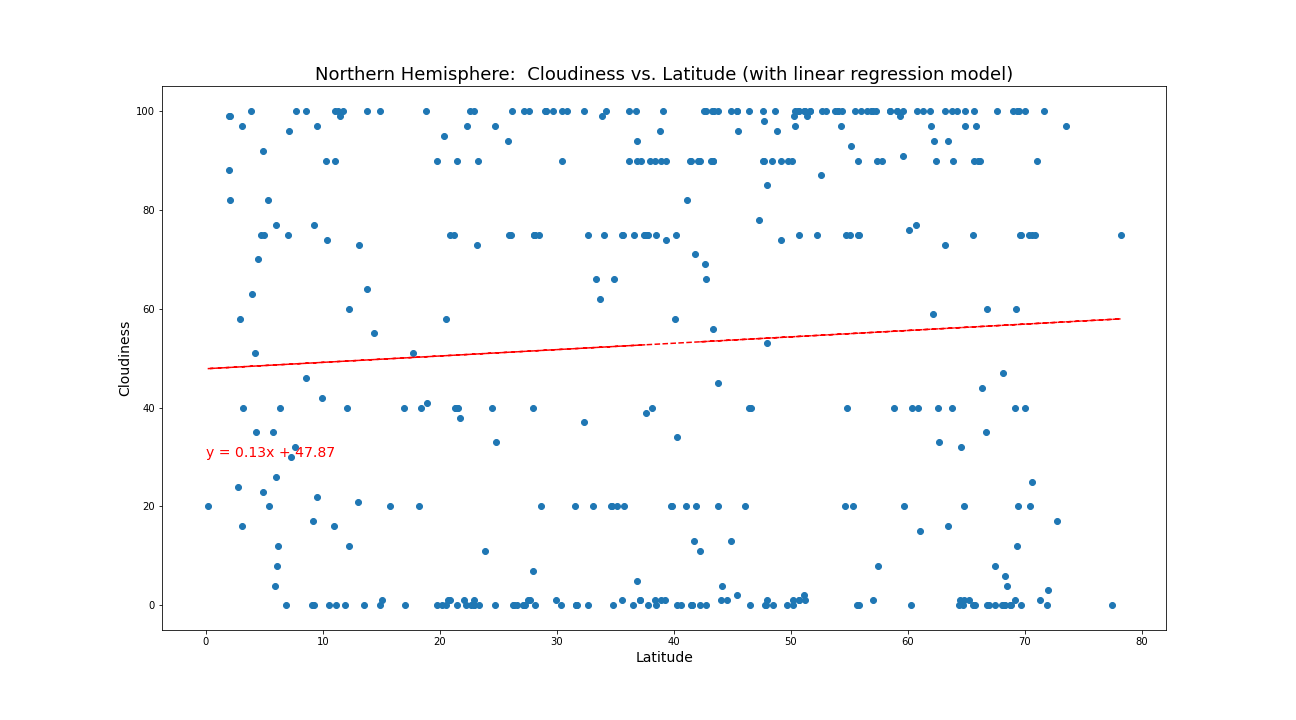 Northern Hemisphere:  Cloudiness vs. Latitude (with linear regression model)
100
80
60
40
20
0
Cloudiness
y = 0.13x + 47.87
0 10 20 30 40 50 60 70 80
Latitude